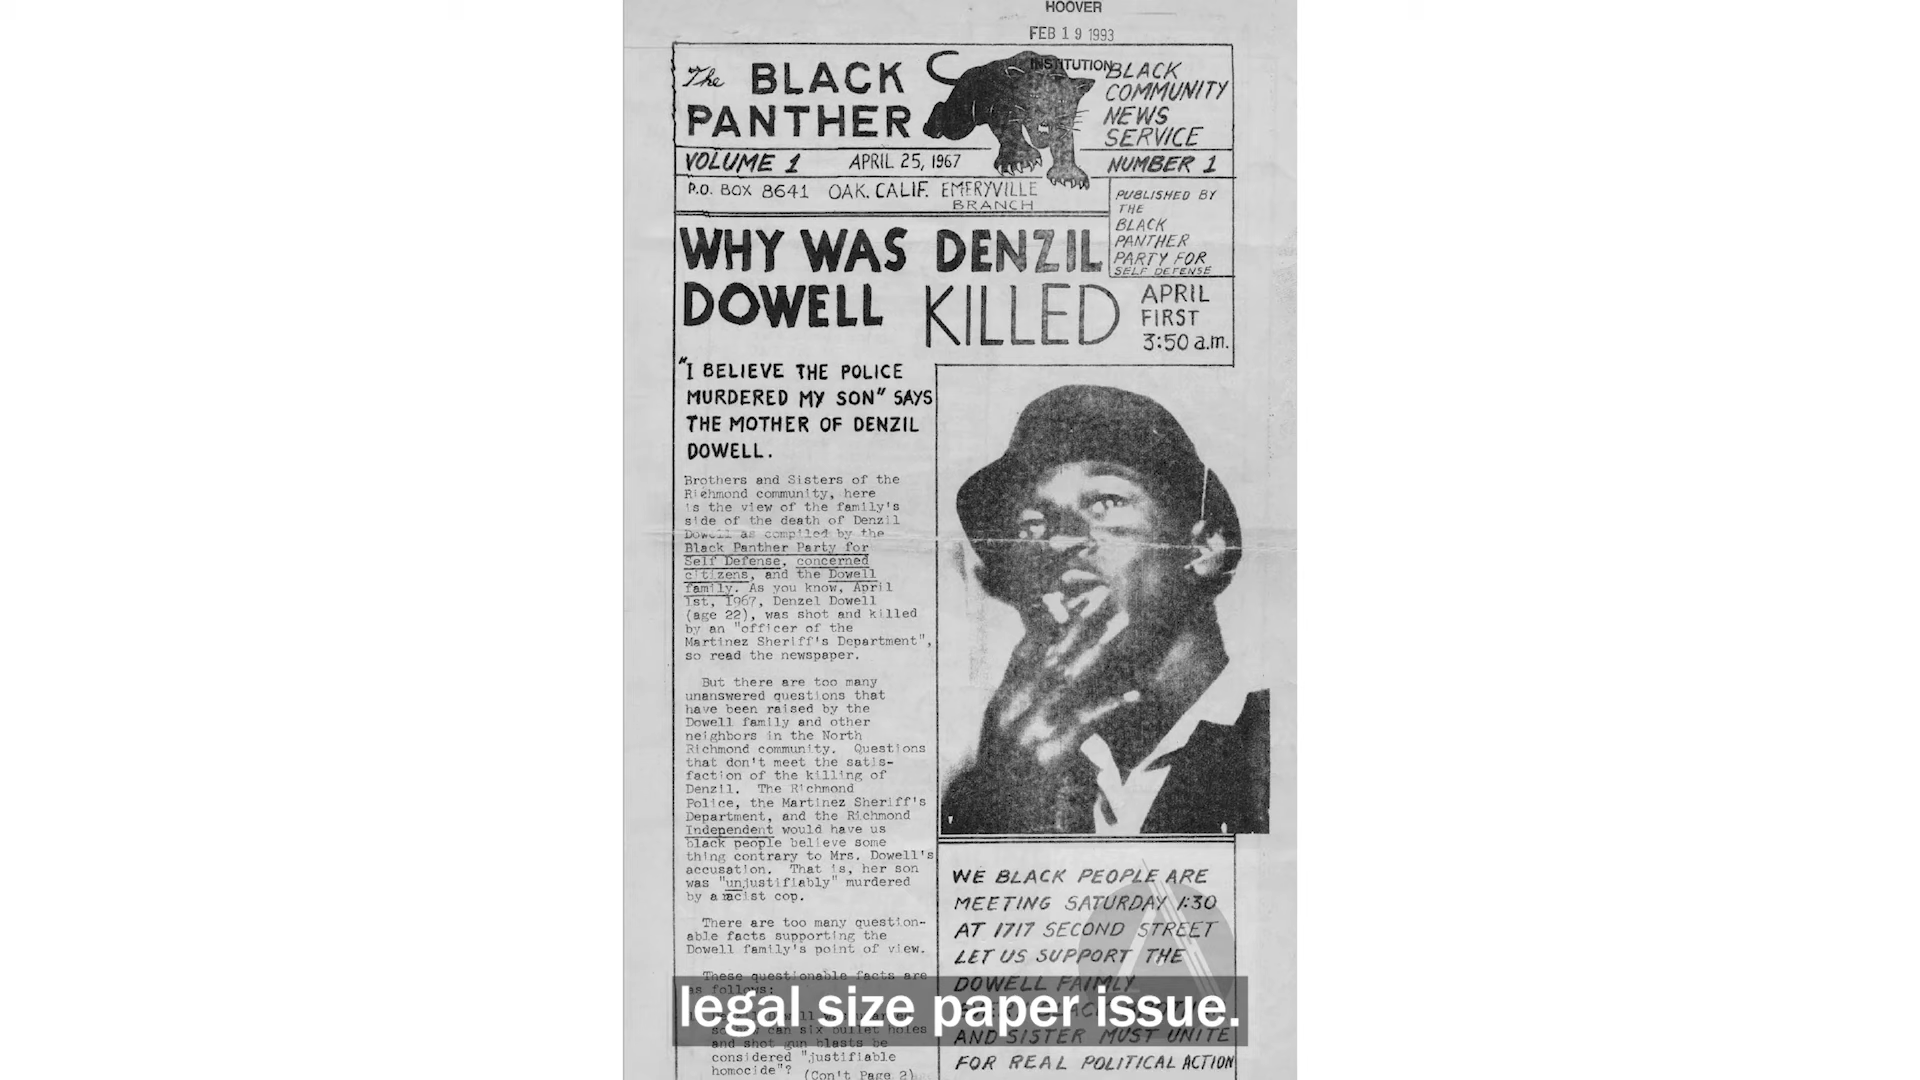 HOOVER
FEB 19 1993
INSTITUTION
The BLACK
PANTHER
BLACK
COMMUNITY
NEWS
SERVICE
VOLUME 1 APRIL 25, 1967 NUMBER 1
P.O. BOX 8641 OAK. CALIF. EMERYVILLE
BRANCH
PUBLISHED BY
THE
BLACK
PANTHER
PARTY FOR
SELF DEFENSE
WHY WAS DENZIL
DOWELL KILLED
APRIL
FIRST
3:50 a.m.
"I BELIEVE THE POLICE
MURDERED MY SON" SAYS
THE MOTHER OF DENZIL
DOWELL.
Brothers and Sisters of the
Richmond community, here
is the view of the family's
side of the death of Denzil
Dowell as compiled by the
Black Panther Party for
Self Defense, concerned
citizens, and the Dowell
family. As you know, April
1st, 1967, Denzel Dowell
(age 22), was shot and killed
by an "officer of the
Martinez Sheriff's Department",
so read the newspaper.
But there are too many
unanswered questions that
have been raised by the
Dowell family and other
neighbors in the North
Richmond community. Questions
that don't meet the satis-
faction of the killing of
Denzil. The Richmond
Police, the Martinez Sheriff's
Department, and the Richmond
Independent would have us
black people believe some
thing contrary to Mrs. Dowell's
accusation. That is, her son
was "unjustifiably" murdered
by a racist cop.
There are too many question-
able facts supporting the
Dowell family's point of view.
These questionable facts are
as follows:
can six bullet holes
and shot gun blasts be
considered "justifiable
homocide"?
(Con't Page 2)
WE BLACK PEOPLE ARE
MEETING SATURDAY 1:30
AT 1717 SECOND STREET
LET US SUPPORT THE
DOWELL FAIMLY
AND SISTER MUST UNITE
FOR REAL POLITICAL ACTION
legal size paper issue.